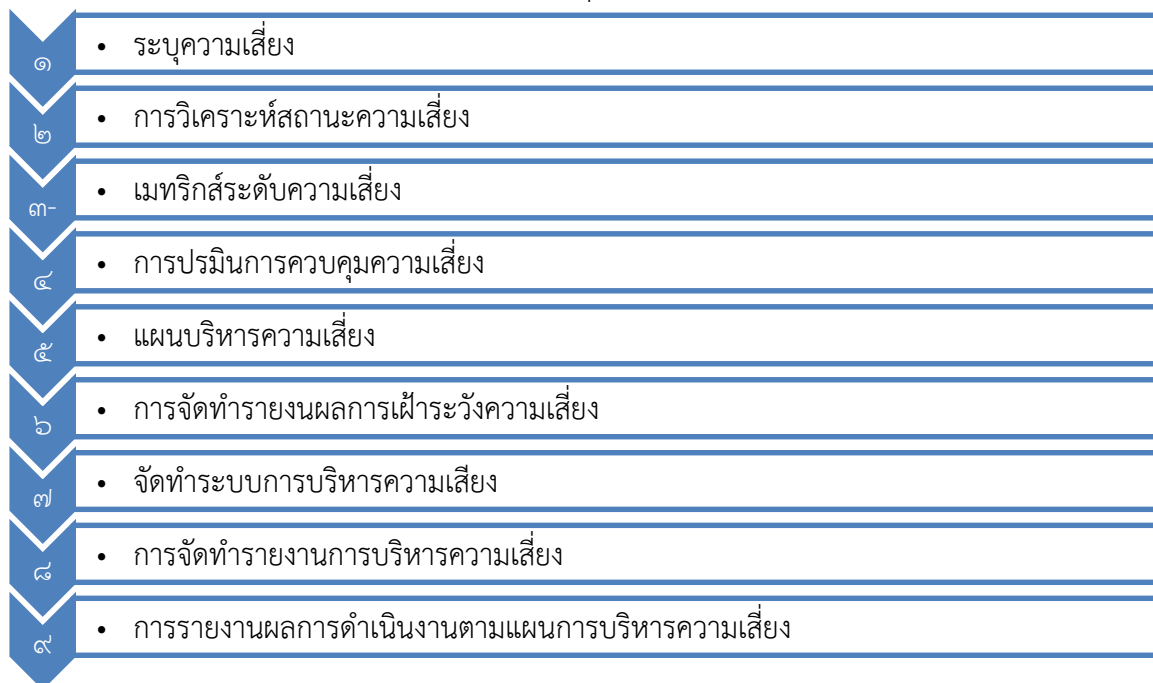 ๑
• ระบุความเสี่ยง
๒
• การวิเคราะห์สถานะความเสี่ยง
๓-
• เมทริกส์ระดับความเสี่ยง
๔
• การปรมินการควบคุมความเสี่ยง
๕
• แผนบริหารความเสี่ยง
๖
• การจัดทำรายงนผลการเฝ้าระวังความเสี่ยง
๗
• จัดทำระบบการบริหารความเสียง
๘
• การจัดทำรายงานการบริหารความเสี่ยง
๙
• การรายงานผลการดำเนินงานตามแผนการบริหารความเสี่ยง